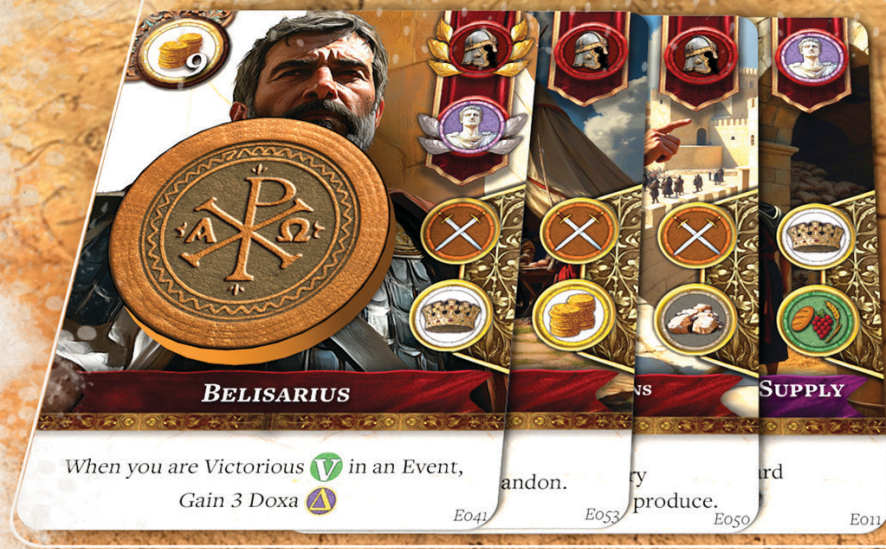 9
Α Ω
BELISARIUS
When you are Victorious V in an Event,
Gain 3 Doxa Δ
E041
andon.
E053
NS
ry
produce.
E050
SUPPLY
ard
E011